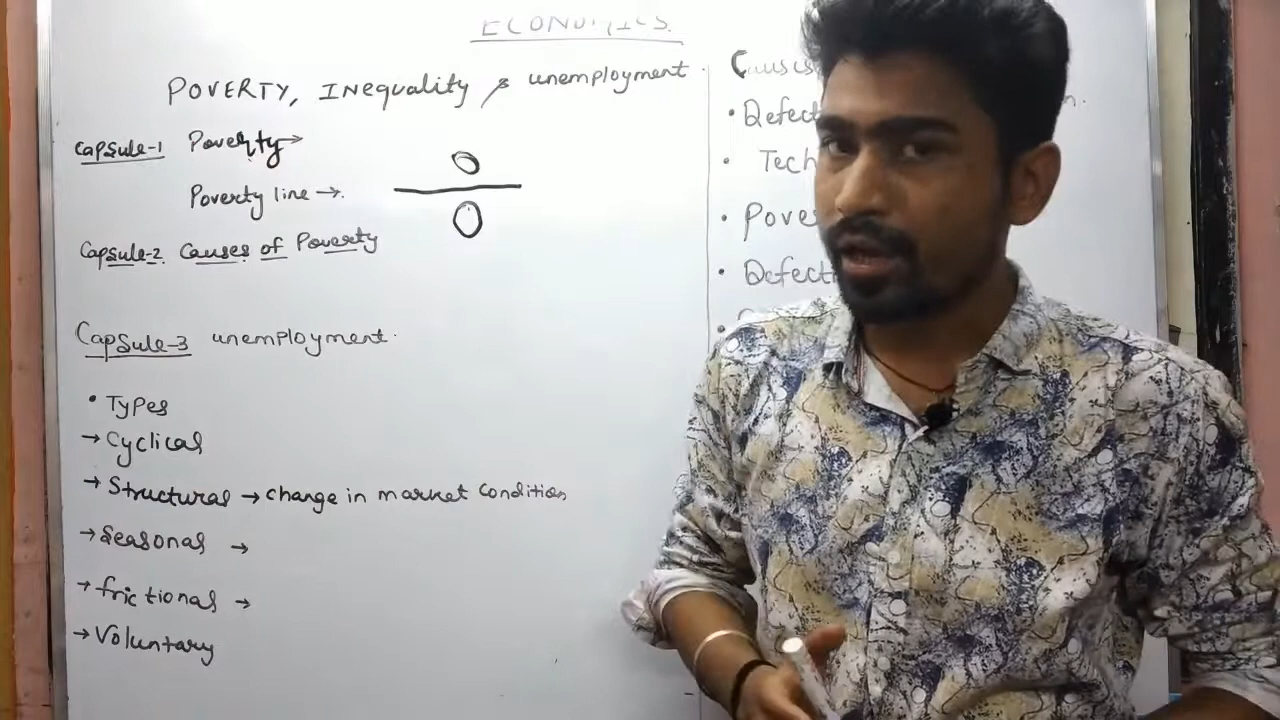 ECONOMICS
POVERTY, INEquality & unemployment
Capsule-1 Poverty →
Poverty line →.
Capsule-2 Causes of Poverty
Capsule-3 unemployment.
• Types
→ Cyclical
→ Structural → change in market Condition
→ Seasonal →
→ frictional →
→ Voluntary
Causes
• Defect
• Tech
• Pove
• Defect